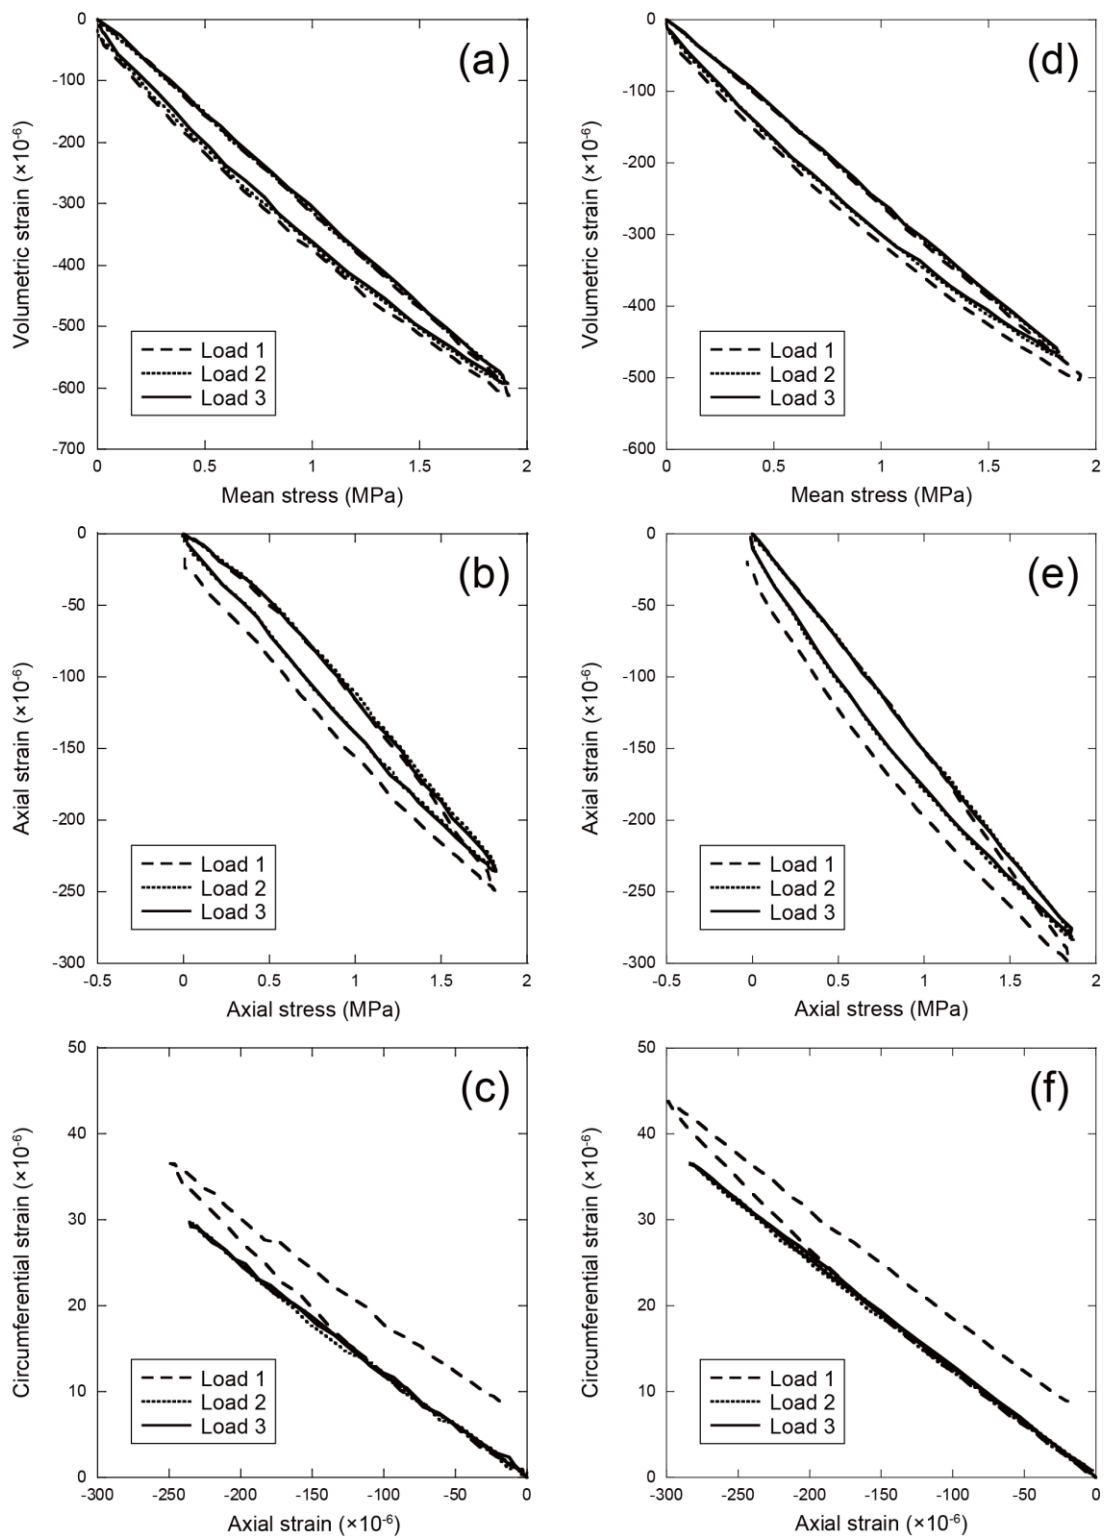 (a)
Volumetric strain (×10⁻⁶)
0
-100
-200
-300
-400
-500
-600
-700
Load 1
Load 2
Load 3
0 0.5 1 1.5 2
Mean stress (MPa)
(d)
Volumetric strain (×10⁻⁶)
0
-100
-200
-300
-400
-500
-600
Load 1
Load 2
Load 3
0 0.5 1 1.5 2
Mean stress (MPa)
(b)
Axial strain (×10⁻⁶)
0
-50
-100
-150
-200
-250
-300
Load 1
Load 2
Load 3
-0.5 0 0.5 1 1.5 2
Axial stress (MPa)
(e)
Axial strain (×10⁻⁶)
0
-50
-100
-150
-200
-250
-300
Load 1
Load 2
Load 3
-0.5 0 0.5 1 1.5 2
Axial stress (MPa)
(c)
Circumferential strain (×10⁻⁶)
50
40
30
20
10
0
Load 1
Load 2
Load 3
-300 -250 -200 -150 -100 -50 0
Axial strain (×10⁻⁶)
(f)
Circumferential strain (×10⁻⁶)
50
40
30
20
10
0
Load 1
Load 2
Load 3
-300 -250 -200 -150 -100 -50 0
Axial strain (×10⁻⁶)